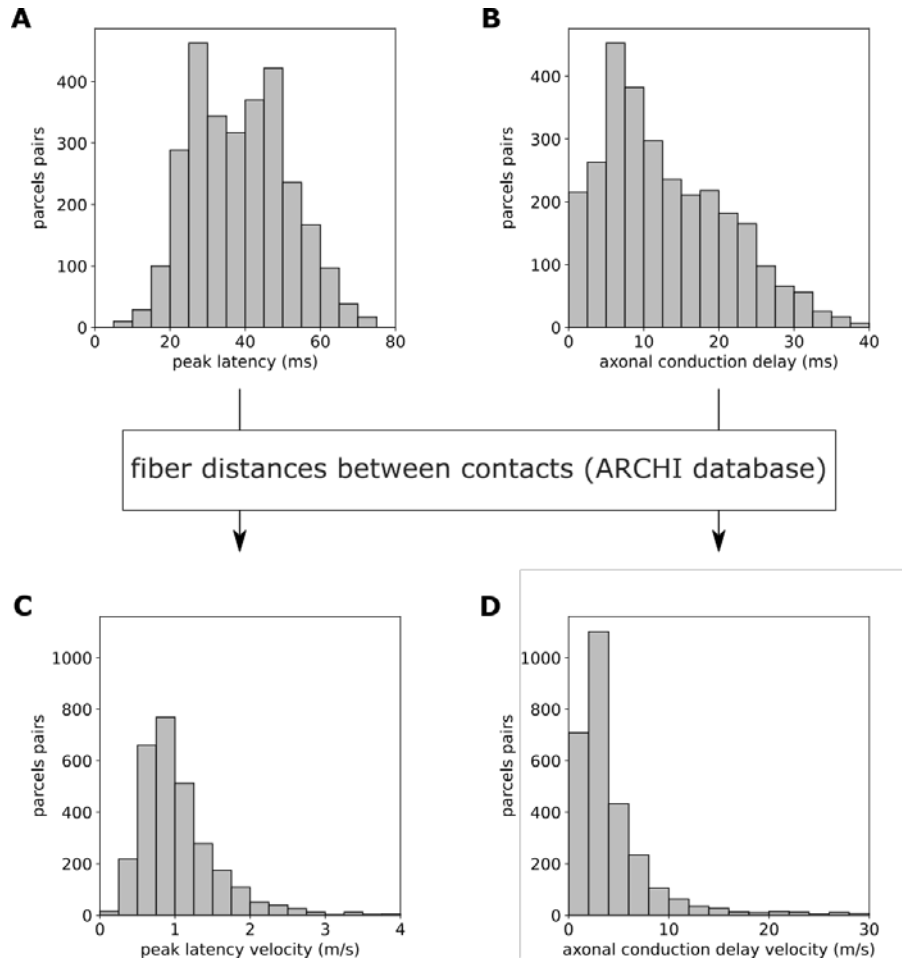 A
parcels pairs
400
300
200
100
0
0 20 40 60 80
peak latency (ms)
B
parcels pairs
400
300
200
100
0
0 10 20 30 40
axonal conduction delay (ms)
fiber distances between contacts (ARCHI database)
C
parcels pairs
1000
800
600
400
200
0
0 1 2 3 4
peak latency velocity (m/s)
D
parcels pairs
1000
800
600
400
200
0
0 10 20 30
axonal conduction delay velocity (m/s)